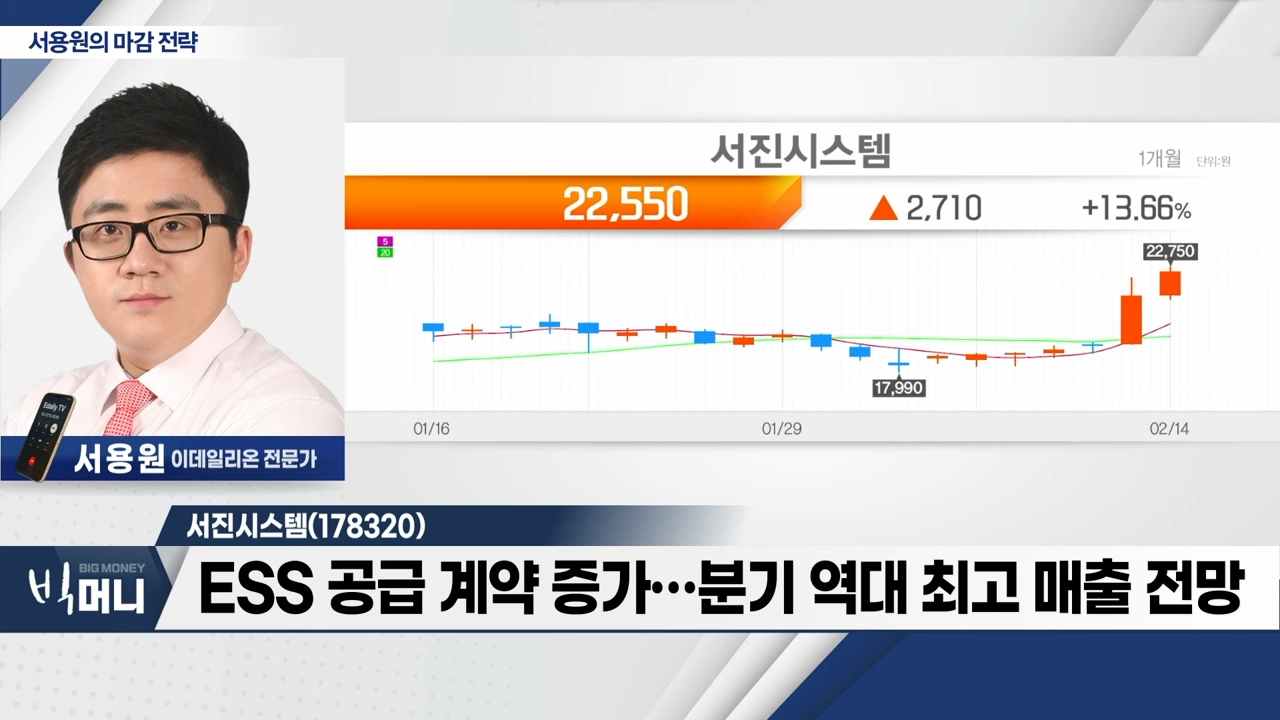 서용원의 마감 전략
서진시스템
1개월 단위:원
22,550 ▲ 2,710 +13.66%
5
20
22,750
17,990
01/16 01/29 02/14
Edaily TV
서용원 이데일리온 전문가
서진시스템(178320)
BIG MONEY
빅머니
ESS 공급 계약 증가…분기 역대 최고 매출 전망